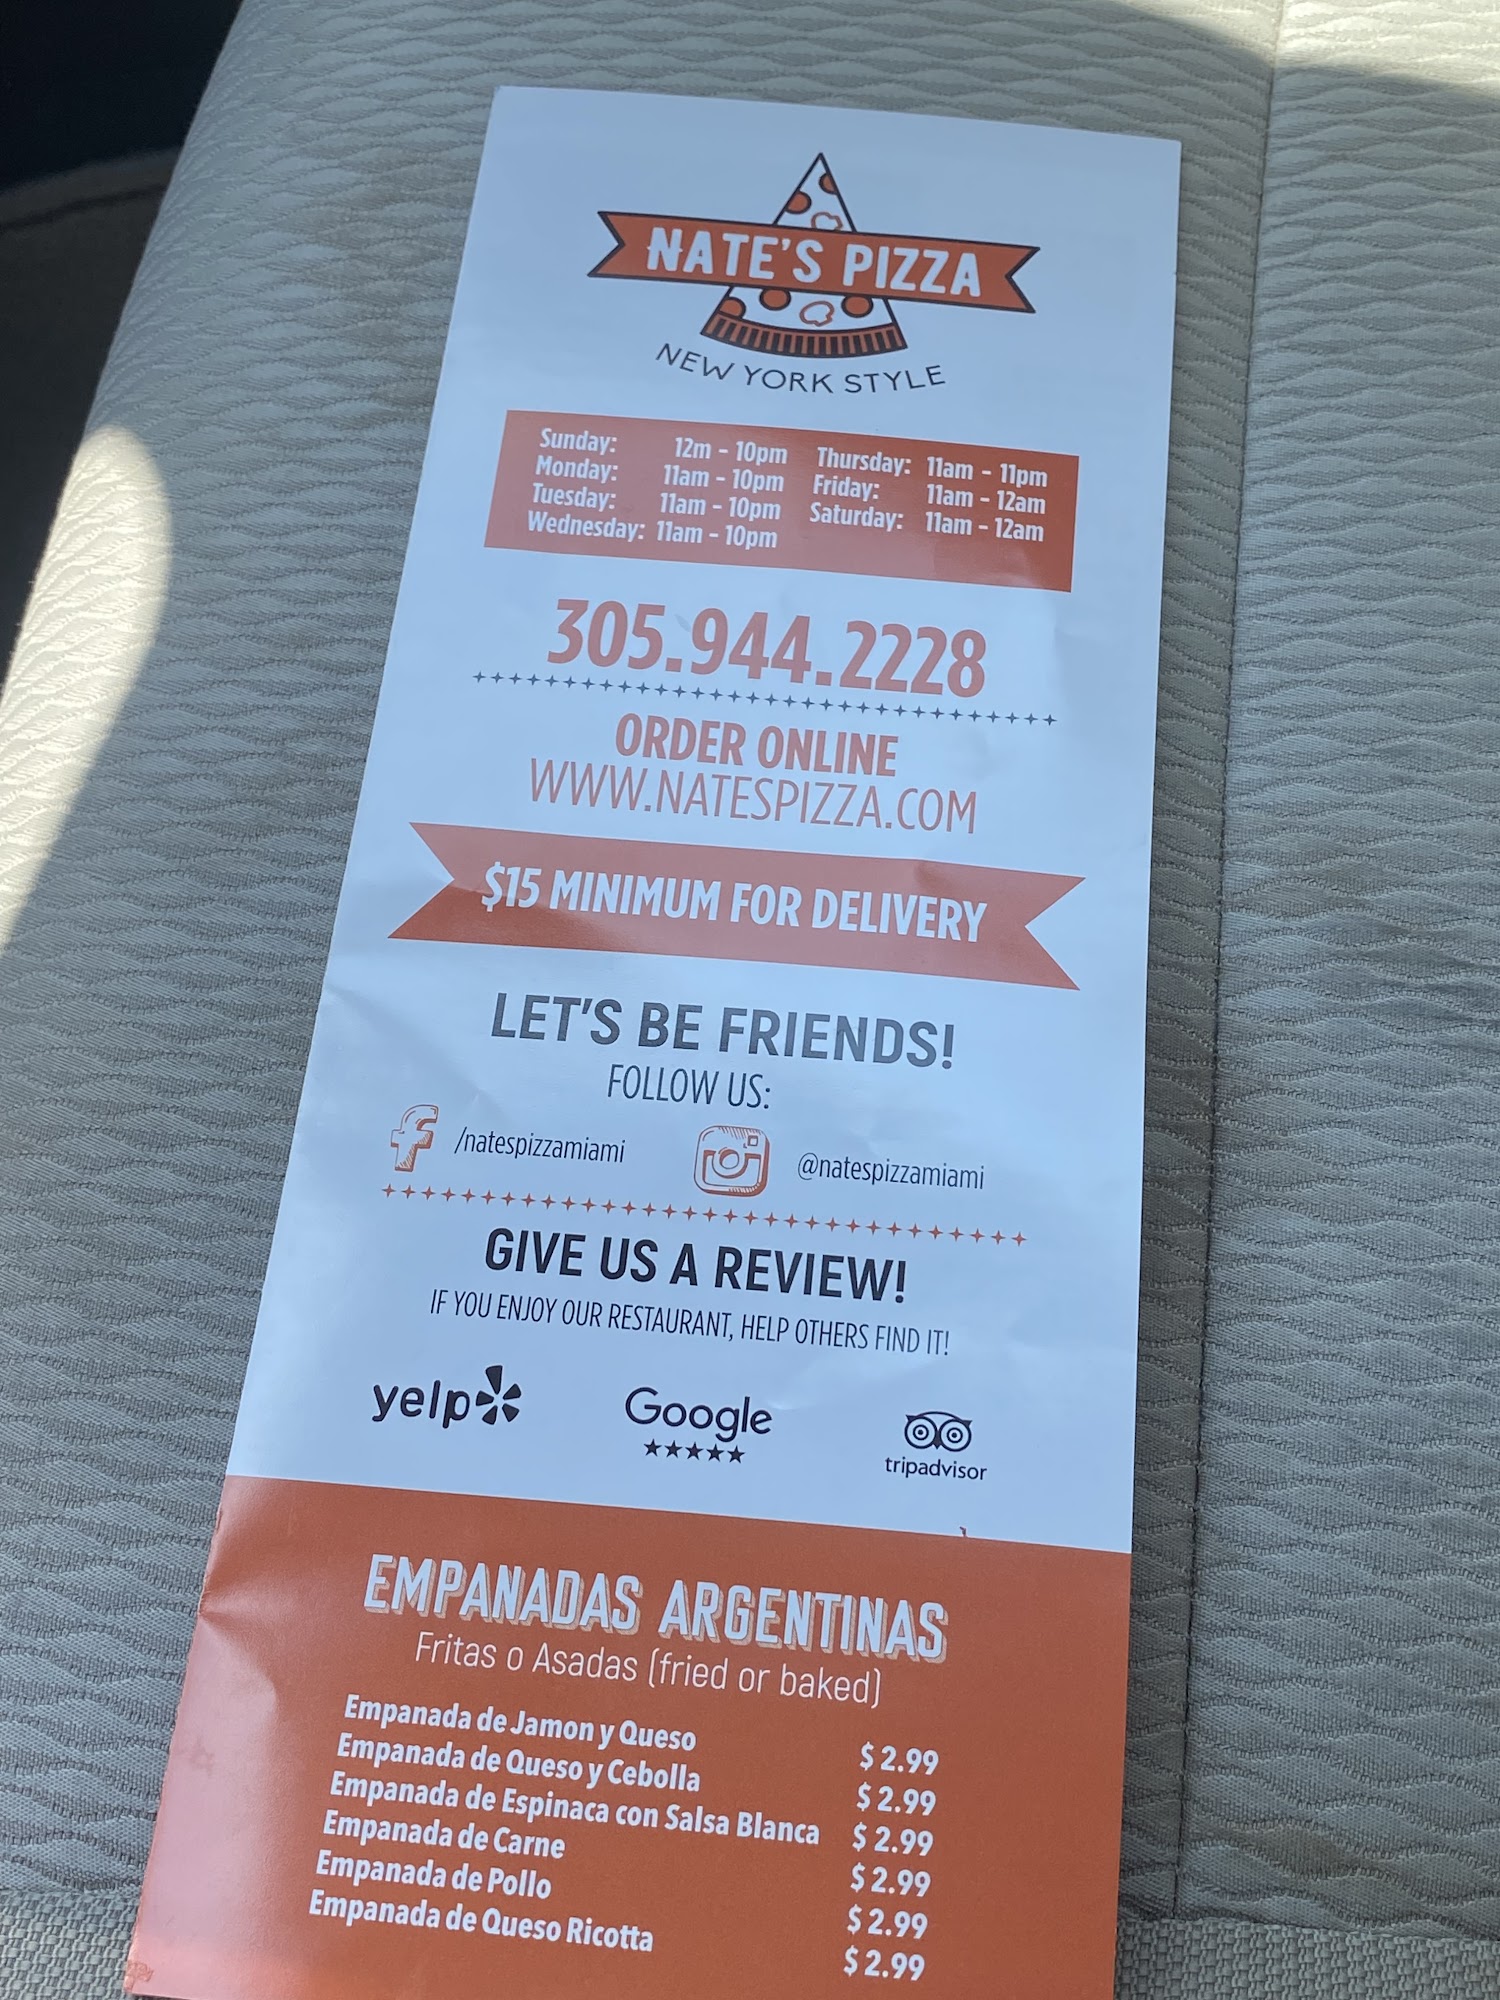 NATE'S PIZZA
NEW YORK STYLE
Sunday: 12m - 10pm
Monday: 11am - 10pm
Tuesday: 11am - 10pm
Wednesday: 11am - 10pm
Thursday: 11am - 11pm
Friday: 11am - 12am
Saturday: 11am - 12am
305.944.2228
ORDER ONLINE
WWW.NATESPIZZA.COM
$15 MINIMUM FOR DELIVERY
LET'S BE FRIENDS!
FOLLOW US:
f /natespizzamiami
@natespizzamiami
GIVE US A REVIEW!
IF YOU ENJOY OUR RESTAURANT, HELP OTHERS FIND IT!
yelp
Google
tripadvisor
EMPANADAS ARGENTINAS
Fritas o Asadas (fried or baked)
Empanada de Jamon y Queso $2.99
Empanada de Queso y Cebolla $2.99
Empanada de Espinaca con Salsa Blanca $2.99
Empanada de Carne $2.99
Empanada de Pollo $2.99
Empanada de Queso Ricotta $2.99